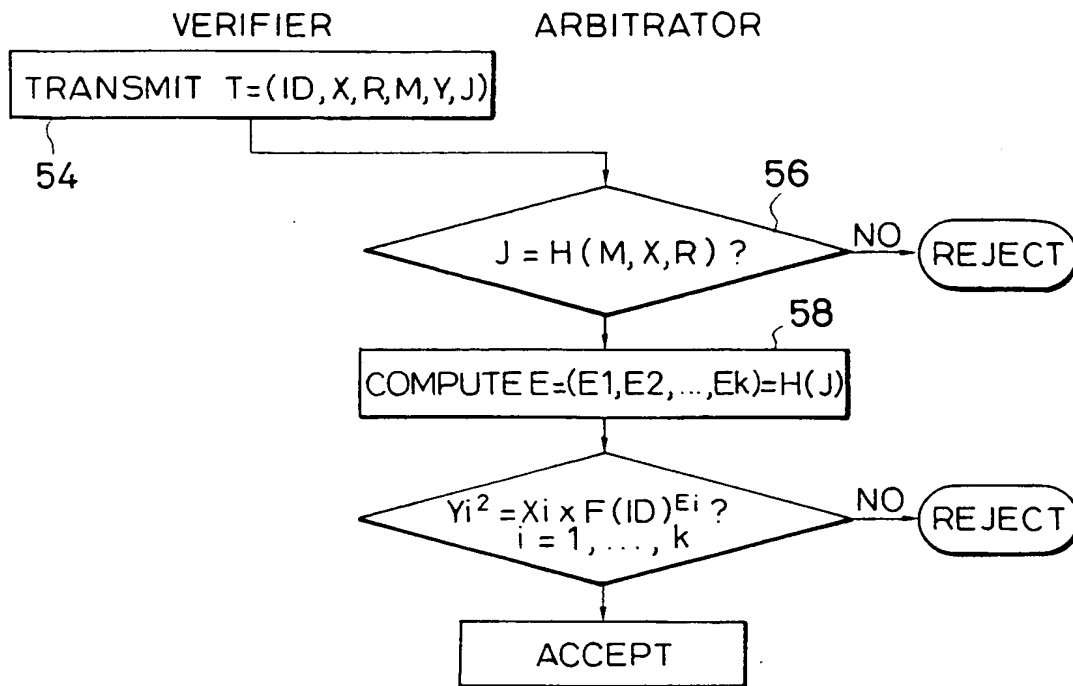 VERIFIER ARBITRATOR
TRANSMIT T=(ID,X,R,M,Y,J)
54
56
J = H(M,X,R) ?
NO
REJECT
58
COMPUTE E=(E1,E2,...,Ek)=H(J)
Yi² = Xi x F(ID)^Ei ?
i = 1, ..., k
NO
REJECT
ACCEPT